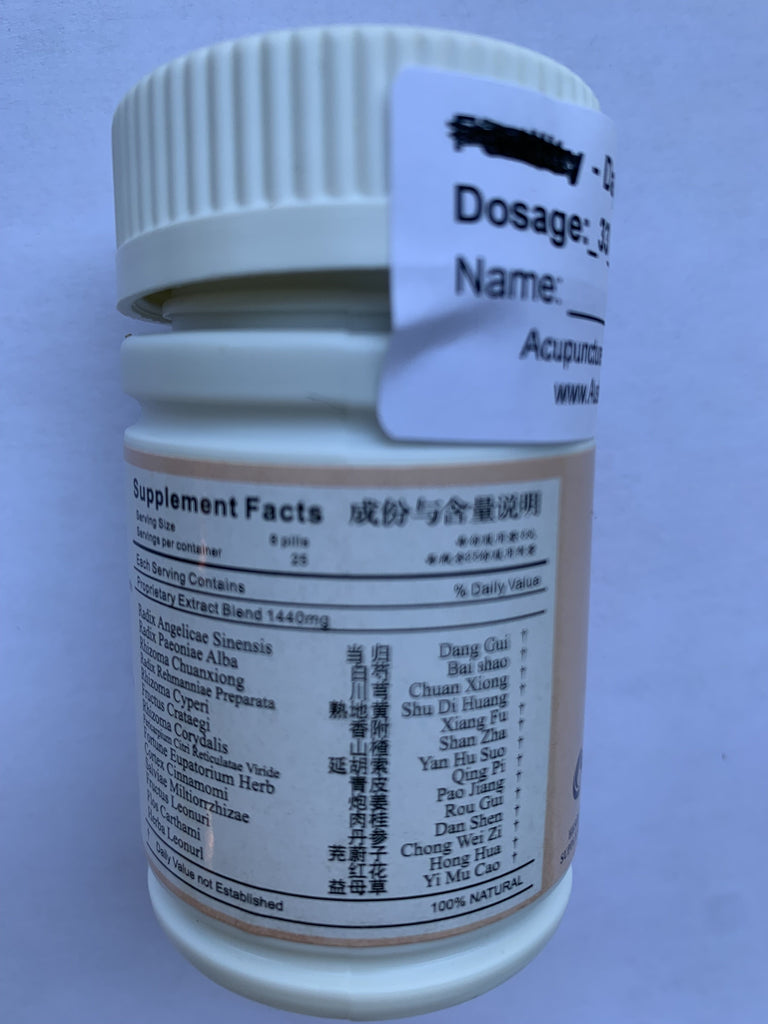 Dosage:
Name:
Acupuncture
www.
Supplement Facts 成份与含量说明
Serving Size 8 pills
Servings per container 25
Each Serving Contains % Daily Value
Proprietary Extract Blend 1440mg
Radix Angelicae Sinensis 当归 Dang Gui †
Radix Paeoniae Alba 白芍 Bai shao †
Rhizoma Chuanxiong 川芎 Chuan Xiong †
Radix Rehmanniae Preparata 熟地黄 Shu Di Huang †
Rhizoma Cyperi 香附 Xiang Fu †
Fructus Crataegi 山楂 Shan Zha †
Rhizoma Corydalis 延胡索 Yan Hu Suo †
Pericarpium Citri Reticulatae Viride 青皮 Qing Pi †
Fortune Eupatorium Herb 炮姜 Pao Jiang †
Cortex Cinnamomi 肉桂 Rou Gui †
Salviae Miltiorrzhizae 丹参 Dan Shen †
Fructus Leonuri 茺蔚子 Chong Wei Zi †
Flos Carthami 红花 Hong Hua †
Herba Leonuri 益母草 Yi Mu Cao †
Daily Value not Established 100% NATURAL